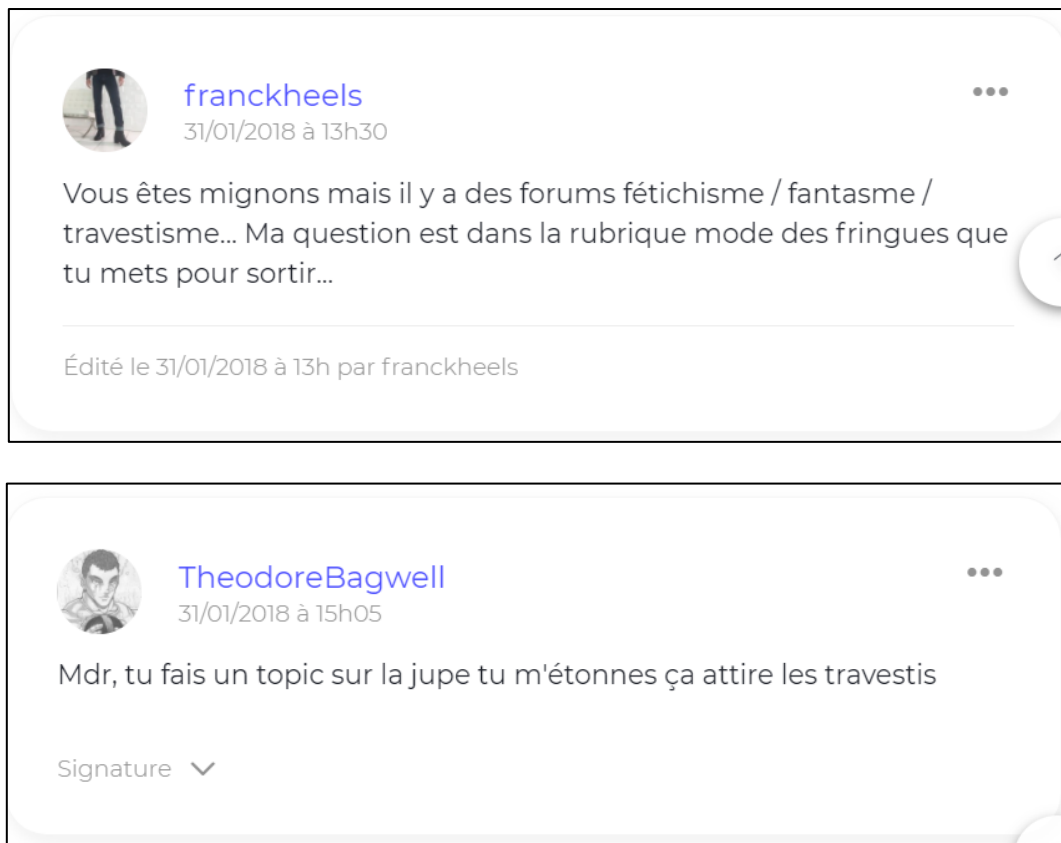 franckheels
31/01/2018 à 13h30
Vous êtes mignons mais il y a des forums fétichisme / fantasme /
travestisme... Ma question est dans la rubrique mode des fringues que
tu mets pour sortir...
Édité le 31/01/2018 à 13h par franckheels
TheodoreBagwell
31/01/2018 à 15h05
Mdr, tu fais un topic sur la jupe tu m'étonnes ça attire les travestis
Signature